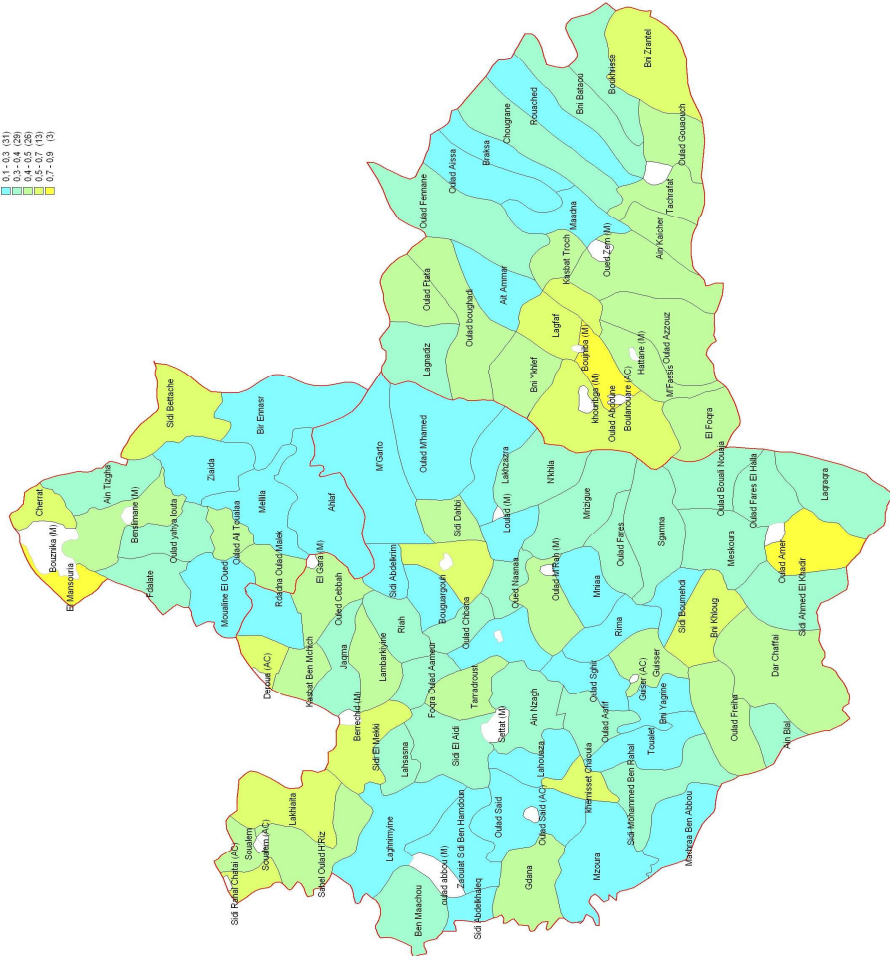 0,1 - 0,3 (31)
0,3 - 0,4 (29)
0,4 - 0,5 (26)
0,5 - 0,7 (13)
0,7 - 0,9 (3)
Sidi Rahal Chatai (AC)
Soualem
Soualem (AC)
Lakhiaita
Sahel Oulad H'Riz
Ben Maachou
oulad abbou (M)
Laghnimyine
Zaouiat Sidi Ben Hamdoun
Sidi Abdelkhaleq
Oulad Said
Oulad Said (AC)
Gdana
Mzoura
Lahouaza
khemisset Chaouia
Sidi Mohammed Ben Rahal
Machraa Ben Abbou
Deroua (AC)
Kasbat Ben Mchich
Berrechid (M)
Sidi El Mekki
Lahsasna
Jaqma
Lambarkiyine
Riah
Foqra Oulad Aameur
Sidi El Aidi
Tamadroust
Settat (M)
Ain Nzagh
Oulad Sghir
Oulad Aafif
Toualet
Bni Yagrine
Guiser (AC)
Guisser
Rima
Mniaa
Oulad Freiha
Ain Blal
Dar Chaffai
Bni Khloug
Sidi Boumehdi
Sidi Ahmed El Khadir
Oulad Amer
Meskoura
Sgamna
Oulad Fares
Mrizigue
N'khila
Oulad Bouali Nouaja
Oulad Fares El Halla
Laqraqra
El Mansouria
Bouznika (M)
Cherrat
Ain Tizgha
Benslimane (M)
Fdalate
Oulad yahya louta
Moualine El Oued
Oulad Ali Toualaa
Ziaida
Mellila
Rdadna Oulad Malek
Sidi Bettache
Bir Ennasr
Ahlaf
El Gara (M)
Ouled Cebbah
Sidi Abdelkrim
Bouguargouh
Oulad Chbana
Sidi Dahbi
Oued Naanaa
Oulad M'Rah (M)
Loulad (M)
Lakhzazra
M'Garto
Oulad M'hamed
Lagnadiz
Oulad Ftata
Oulad boughadi
Bni "khlef
Ait Ammar
Lagfaf
Kasbat Troch
Oulad Fennane
Oulad Aissa
Braksa
Chougrane
Rouached
Bni Bataou
Boukhrisse
Bni Zrantel
Oulad Gouaouch
Tachrafat
Maadna
Oued Zem (M)
Ain Kaicher
Oulad Azzouz
M'Fassis
Hattane (M)
Boujniba (M)
khouribga (M)
Oulad Abdoune
Boulanouare (AC)
El Foqra